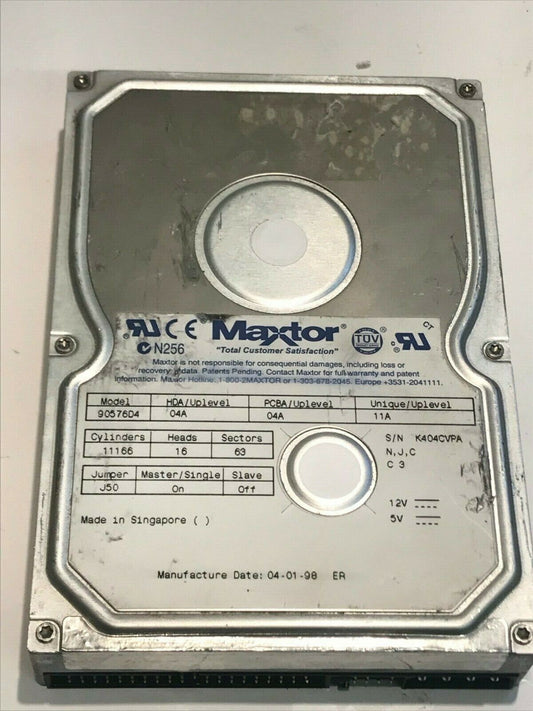 CE Maxtor®
N256 "Total Customer Satisfaction" TÜV CT
Maxtor is not responsible for consequential damages, including loss or
recovery of data. Patents Pending. Contact Maxtor for full warranty and patent
information. Maxtor Hotline, 1-800-2MAXTOR or 1-303-678-2045. Europe +3531-2041111.
Model HDA/Uplevel PCBA/Uplevel Unique/Uplevel
90576D4 04A 04A 11A
Cylinders Heads Sectors
11166 16 63
S/N K404CVPA
N,J,C
C 3
Jumper Master/Single Slave
J50 On Off
12V
5V
Made in Singapore ( )
Manufacture Date: 04-01-98 ER